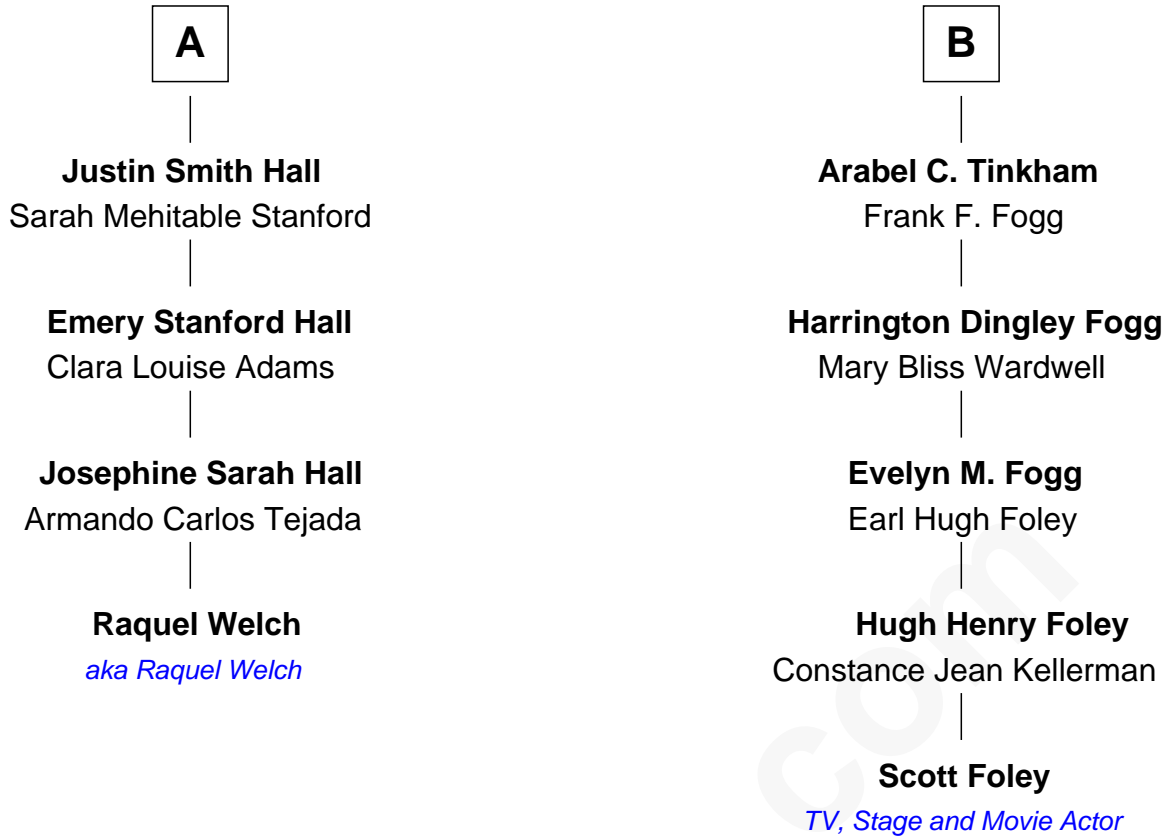 A
Justin Smith Hall
Sarah Mehitable Stanford
Emery Stanford Hall
Clara Louise Adams
Josephine Sarah Hall
Armando Carlos Tejada
Raquel Welch
aka Raquel Welch
B
Arabel C. Tinkham
Frank F. Fogg
Harrington Dingley Fogg
Mary Bliss Wardwell
Evelyn M. Fogg
Earl Hugh Foley
Hugh Henry Foley
Constance Jean Kellerman
Scott Foley
TV, Stage and Movie Actor
com